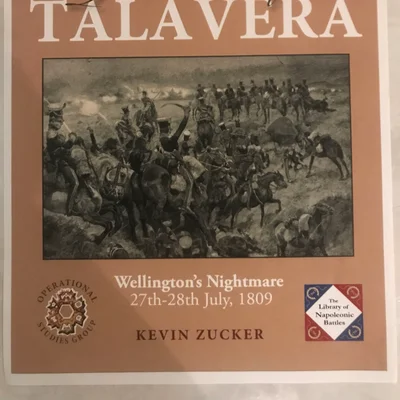 TALAVERA
Wellington's Nightmare
27th-28th July, 1809
OPERATIONAL
STUDIES GROUP
The
Library of
Napoleonic
Battles
KEVIN ZUCKER